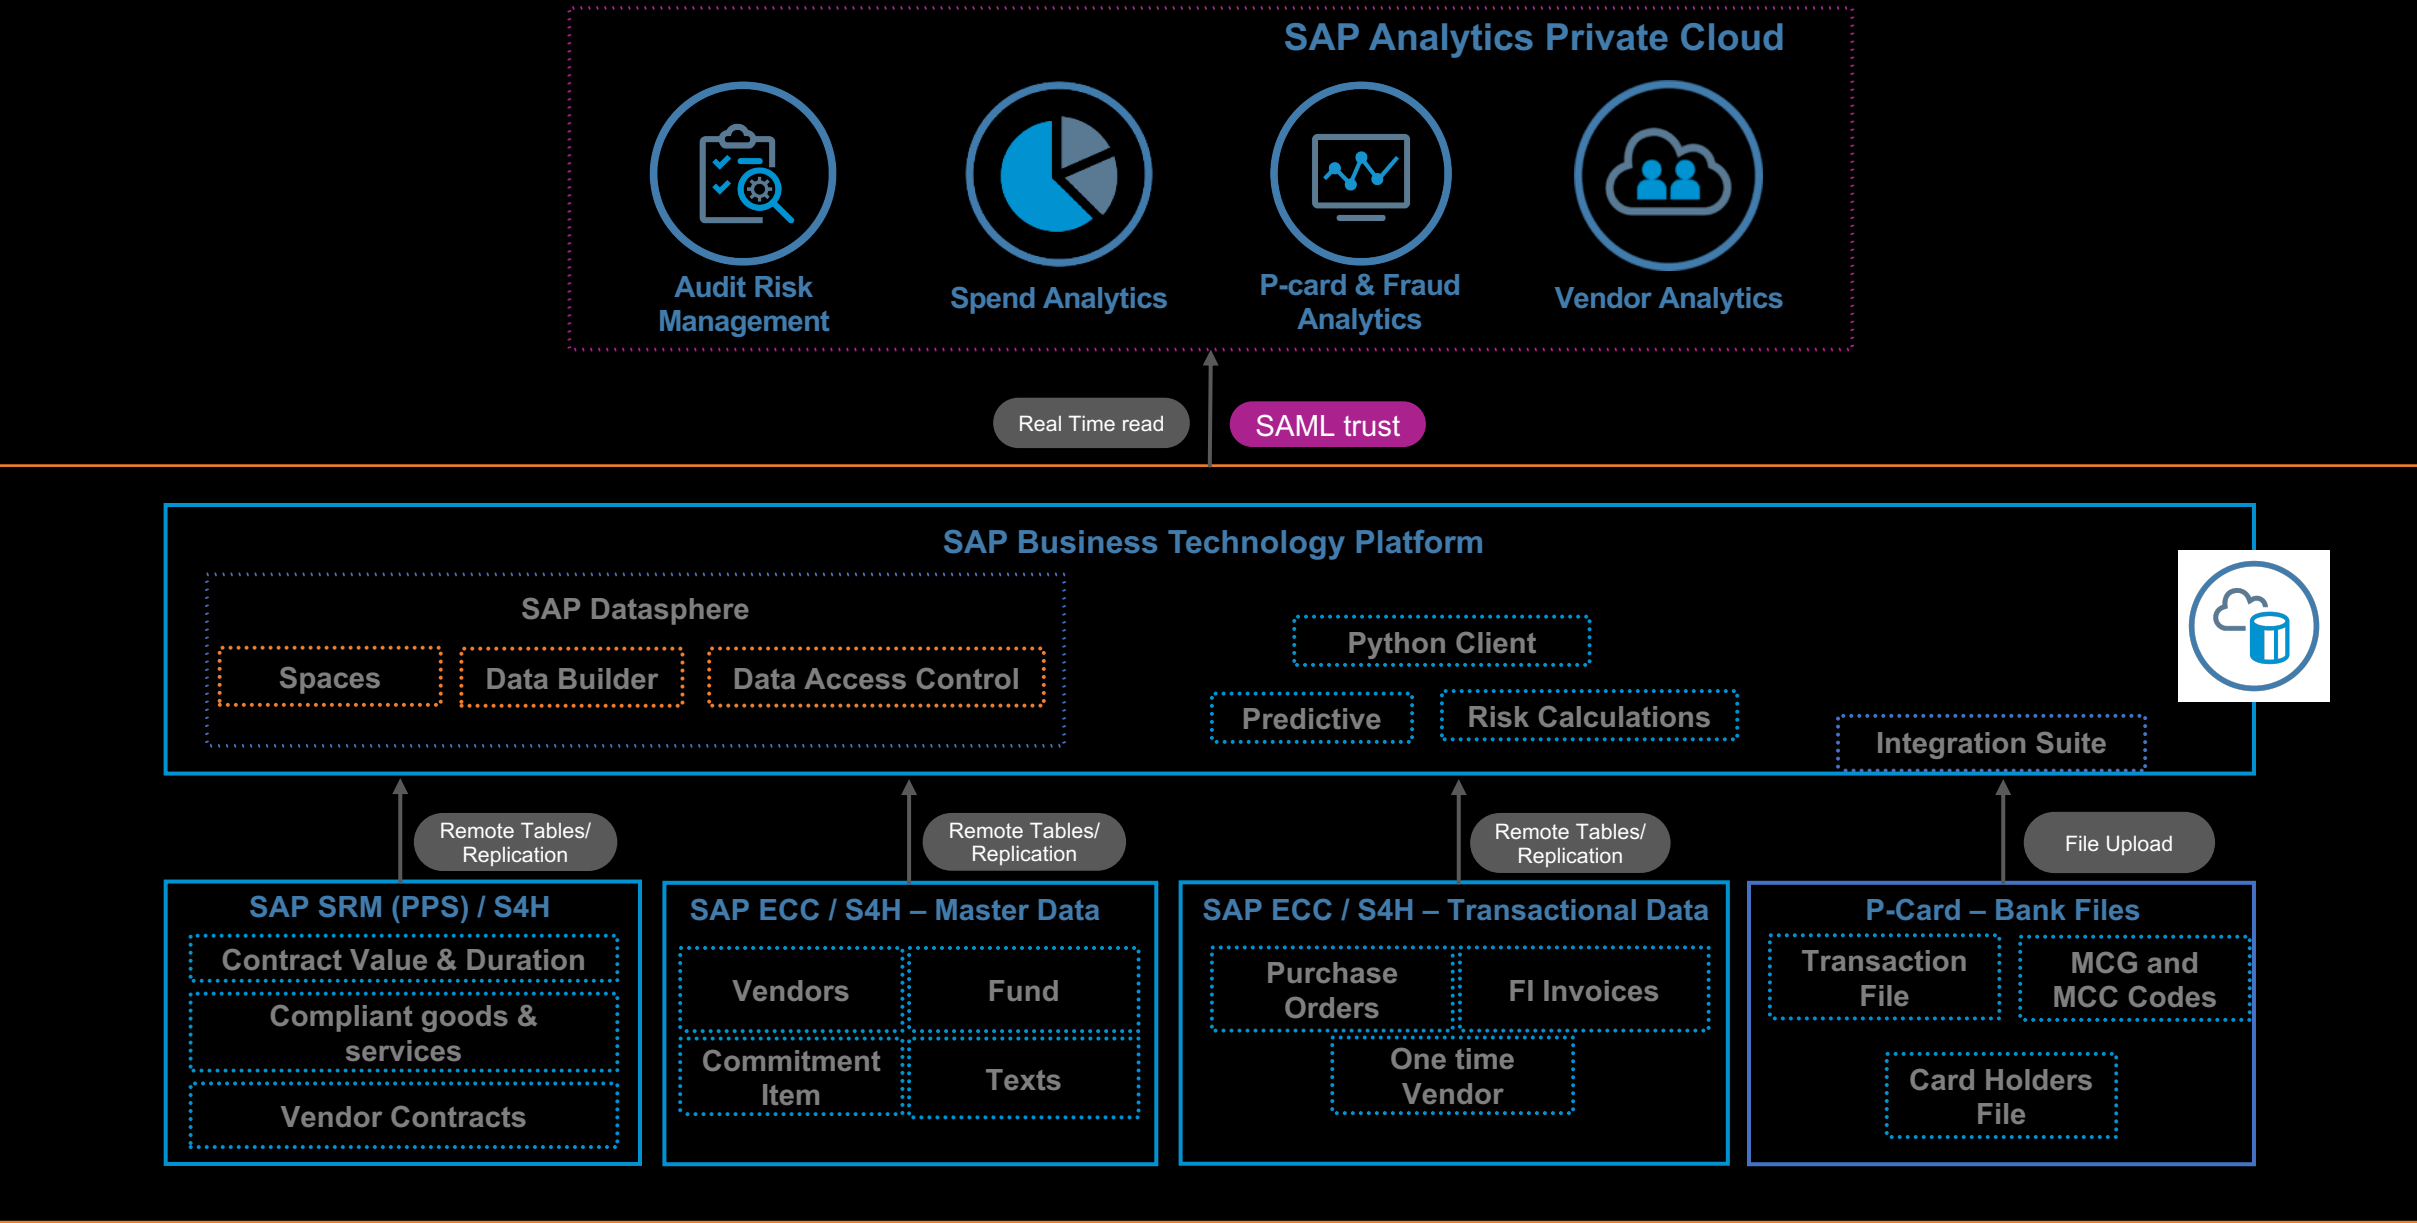 SAP Analytics Private Cloud
Audit Risk
Management
Spend Analytics
P-card & Fraud
Analytics
Vendor Analytics
Real Time read
SAML trust
SAP Business Technology Platform
SAP Datasphere
Spaces
Data Builder
Data Access Control
Python Client
Predictive
Risk Calculations
Integration Suite
Remote Tables/
Replication
Remote Tables/
Replication
Remote Tables/
Replication
File Upload
SAP SRM (PPS) / S4H
Contract Value & Duration
Compliant goods &
services
Vendor Contracts
SAP ECC / S4H – Master Data
Vendors
Fund
Commitment
Item
Texts
SAP ECC / S4H – Transactional Data
Purchase
Orders
FI Invoices
One time
Vendor
P-Card – Bank Files
Transaction
File
MCG and
MCC Codes
Card Holders
File